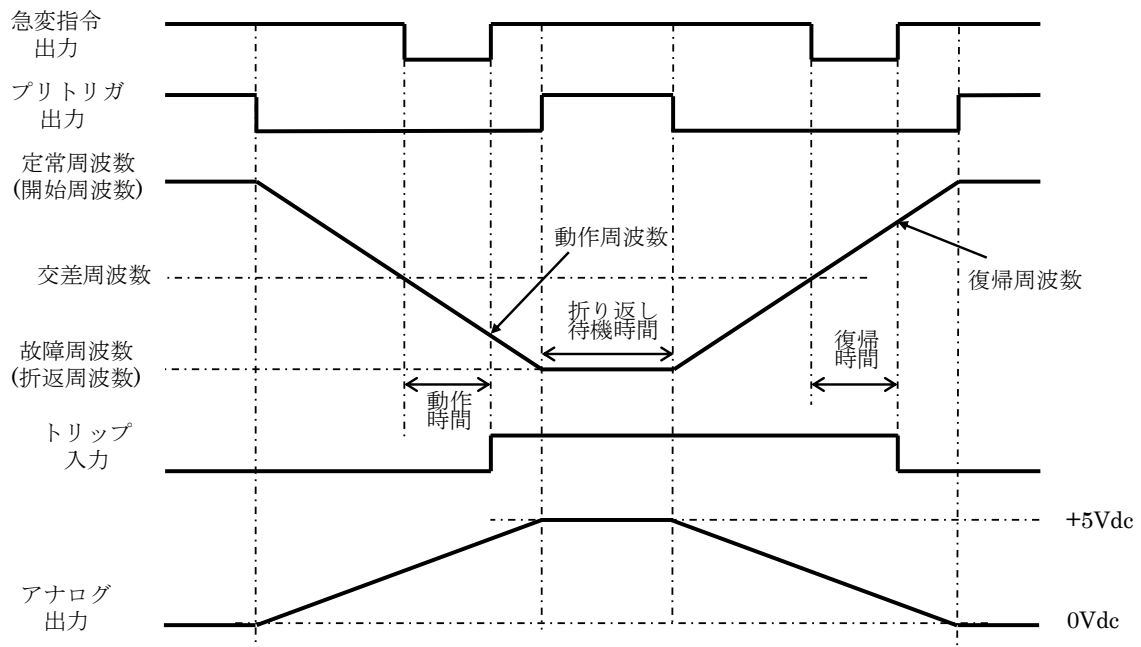 急変指令
出力
プリトリガ
出力
定常周波数
(開始周波数)
動作周波数
交差周波数
復帰周波数
折り返し
待機時間
故障周波数
(折返周波数)
復帰
時間
動作
時間
トリップ
入力
+5Vdc
アナログ
出力
0Vdc